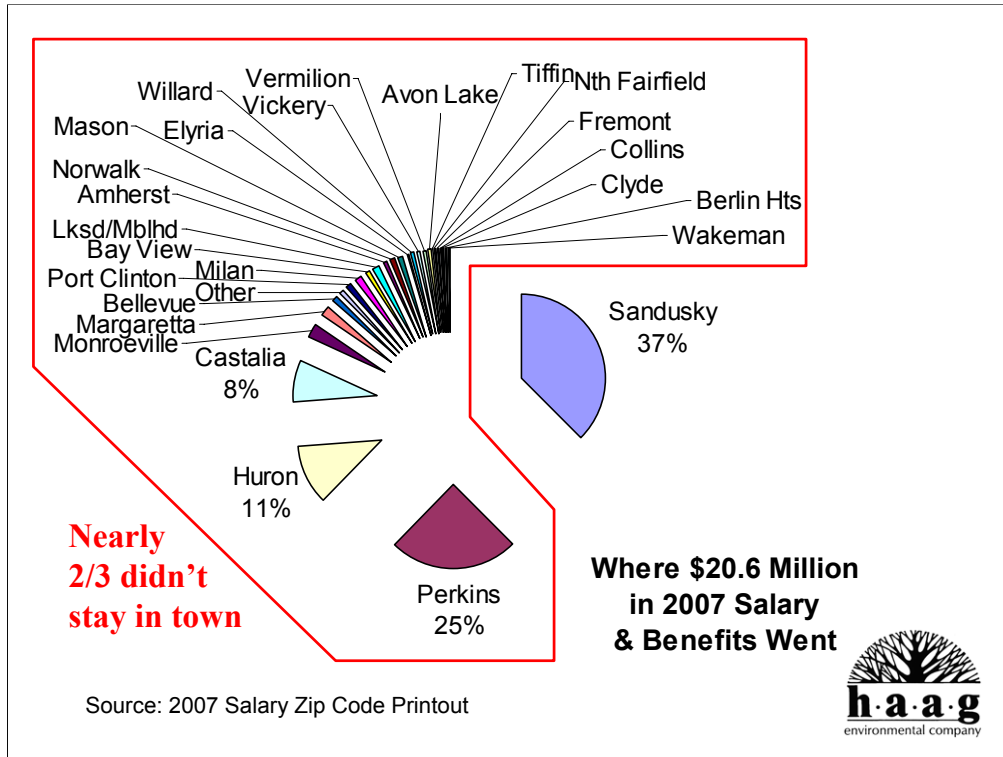 Vermilion
Tiffin
Nth Fairfield
Willard
Vickery
Avon Lake
Mason
Elyria
Fremont
Collins
Norwalk
Amherst
Clyde
Berlin Hts
Lksd/Mblhd
Wakeman
Bay View
Milan
Port Clinton
Other
Bellevue
Margaretta
Monroeville
Castalia
8%
Sandusky
37%
Huron
11%
Perkins
25%
Nearly
2/3 didn't
stay in town
Where $20.6 Million
in 2007 Salary
& Benefits Went
Source: 2007 Salary Zip Code Printout
h·a·a·g
environmental company